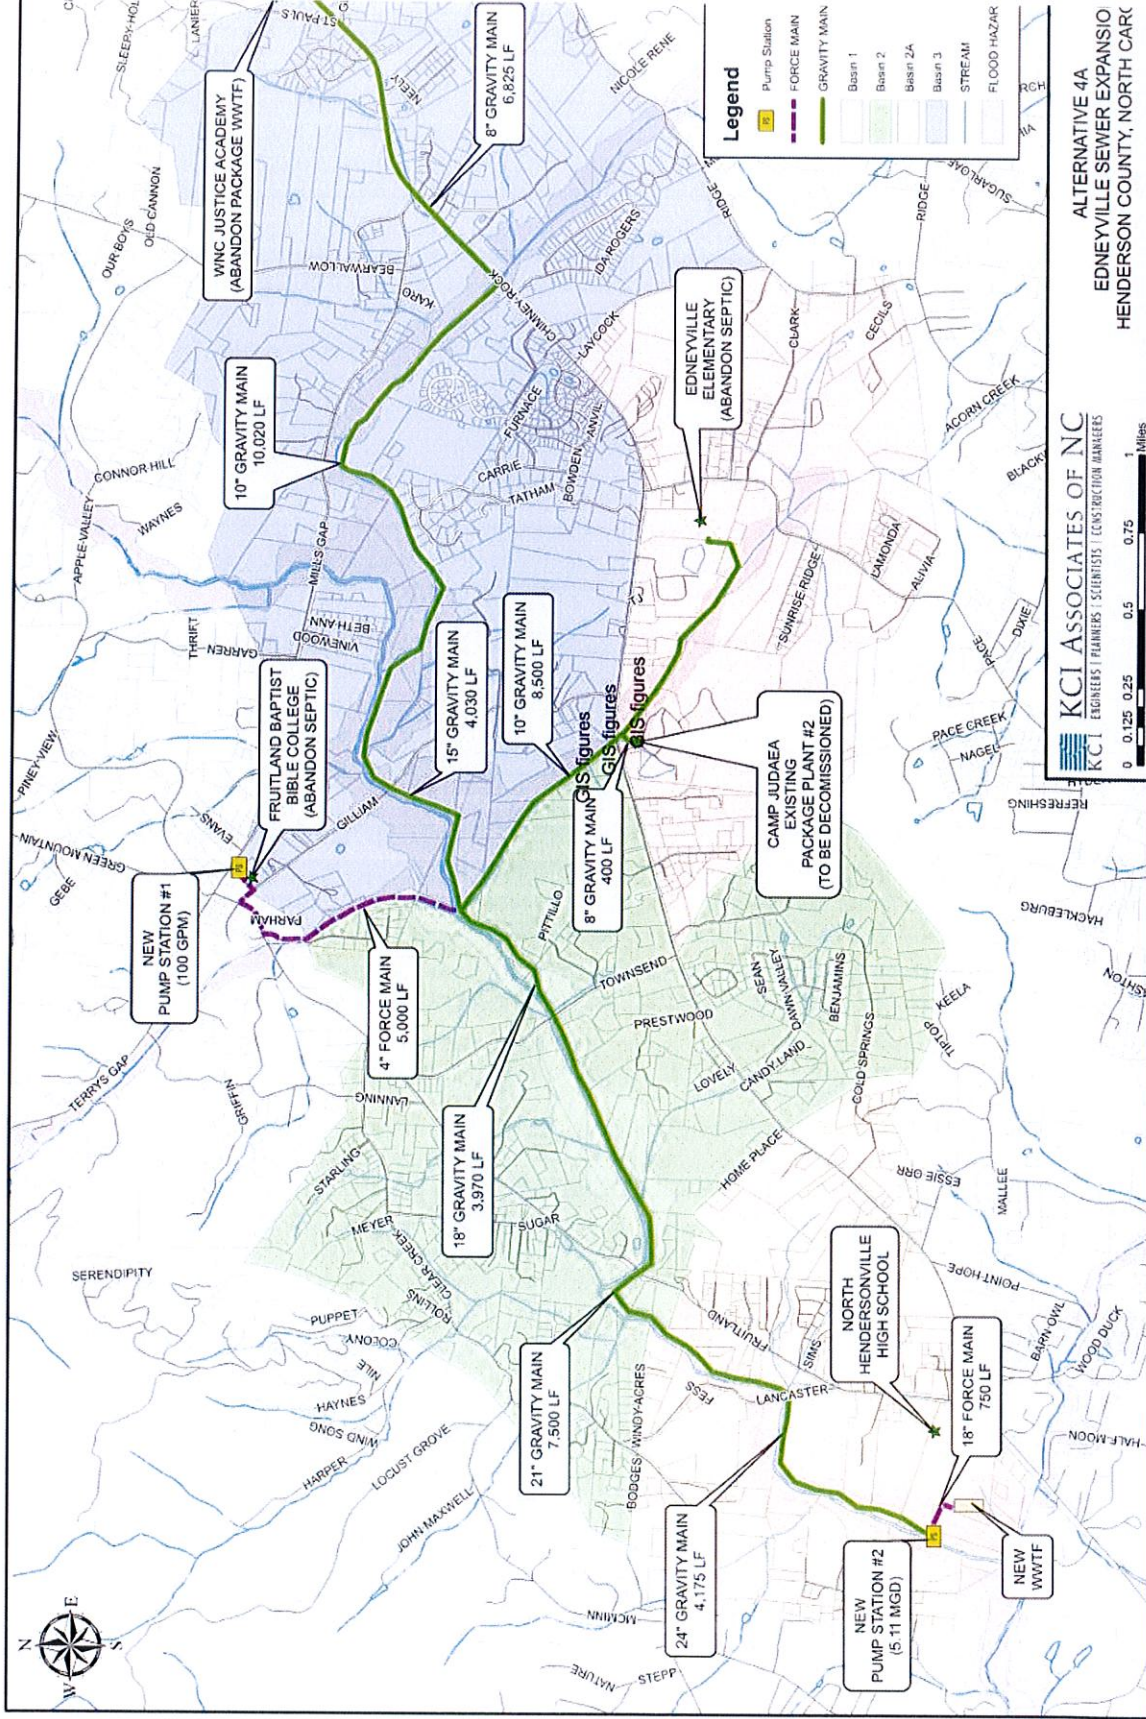 ST-PAULS
LANIER
NEELY
NICOLE RENE
OUR BOYS
OLD CANNON
WNC JUSTICE ACADEMY
(ABANDON PACKAGE WWTF)
8" GRAVITY MAIN
6,825 LF
BEARWALLOW
KARO
CHIMNEY-ROCK
IDA-ROGERS
RIDGE
LAYCOCK
10" GRAVITY MAIN
10,020 LF
CONNOR-HILL
WAYNES
APPLE-VALLEY
MILLS-GAP
FURNACE
CARRIE
TATHAM
BOWDEN
ANVIL
EDNEYVILLE
ELEMENTARY
(ABANDON SEPTIC)
CLARK
CECILS
RIDGE
SUGARLOAF
ACORN CREEK
THRIFT
GARREN
VINEWOOD
BETH-ANN
FRUITLAND BAPTIST
BIBLE COLLEGE
(ABANDON SEPTIC)
GILLIAM
15" GRAVITY MAIN
4,030 LF
10" GRAVITY MAIN
8,500 LF
GIS figures
GIS figures
GIS figures
8" GRAVITY MAIN
400 LF
SUNRISE RIDGE
LAMONDA
ALIVIA
PACE
DIXIE
PACE CREEK
NAGEL
CAMP JUDAEA
EXISTING
PACKAGE PLANT #2
(TO BE DECOMISSIONED)
REFRESHING
HACKLEBURG
PINEY-VIEW
GREEN MOUNTAIN
EVANS
GEBE
PS
NEW
PUMP STATION #1
(100 GPM)
PARHAM
4" FORCE MAIN
5,000 LF
TERRYS GAP
GRIFFIN
LANNING
PITTILLO
TOWNSEND
PRESTWOOD
SEAN
DAWN VALLEY
BENJAMINS
LOVELY
CANDY-LAND
COLD SPRINGS
TIPTOP
KEELA
18" GRAVITY MAIN
3,970 LF
STARLING
MEYER
SUGAR
CLEAR CREEK
ROLLINS
HOME PLACE
ESSIE ORR
MALLEE
SERENDIPITY
PUPPET
COLONY
NILE
HAYNES
WIND SONG
HARPER
LOCUST GROVE
JOHN MAXWELL
21" GRAVITY MAIN
7,500 LF
BODGES
WINDY-ACRES
FESS
FRUITLAND
SIMS
LANCASTER
NORTH
HENDERSONVILLE
HIGH SCHOOL
POINT-HOPE
BARN OWL
WOOD DUCK
HALF-MOON
18" FORCE MAIN
750 LF
24" GRAVITY MAIN
4,175 LF
PS
NEW
PUMP STATION #2
(5.11 MGD)
NEW
WWTF
MCMINN
NATURE
STEPP
N
W
E
S
Legend
PS Pump Station
FORCE MAIN
GRAVITY MAIN
Basin 1
Basin 2
Basin 2A
Basin 3
STREAM
FLOOD HAZAR
KCI ASSOCIATES OF NC
ENGINEERS | PLANNERS | SCIENTISTS | CONSTRUCTION MANAGERS
0 0.125 0.25 0.5 0.75 1
Miles
ALTERNATIVE 4A
EDNEYVILLE SEWER EXPANSIO
HENDERSON COUNTY, NORTH CAR